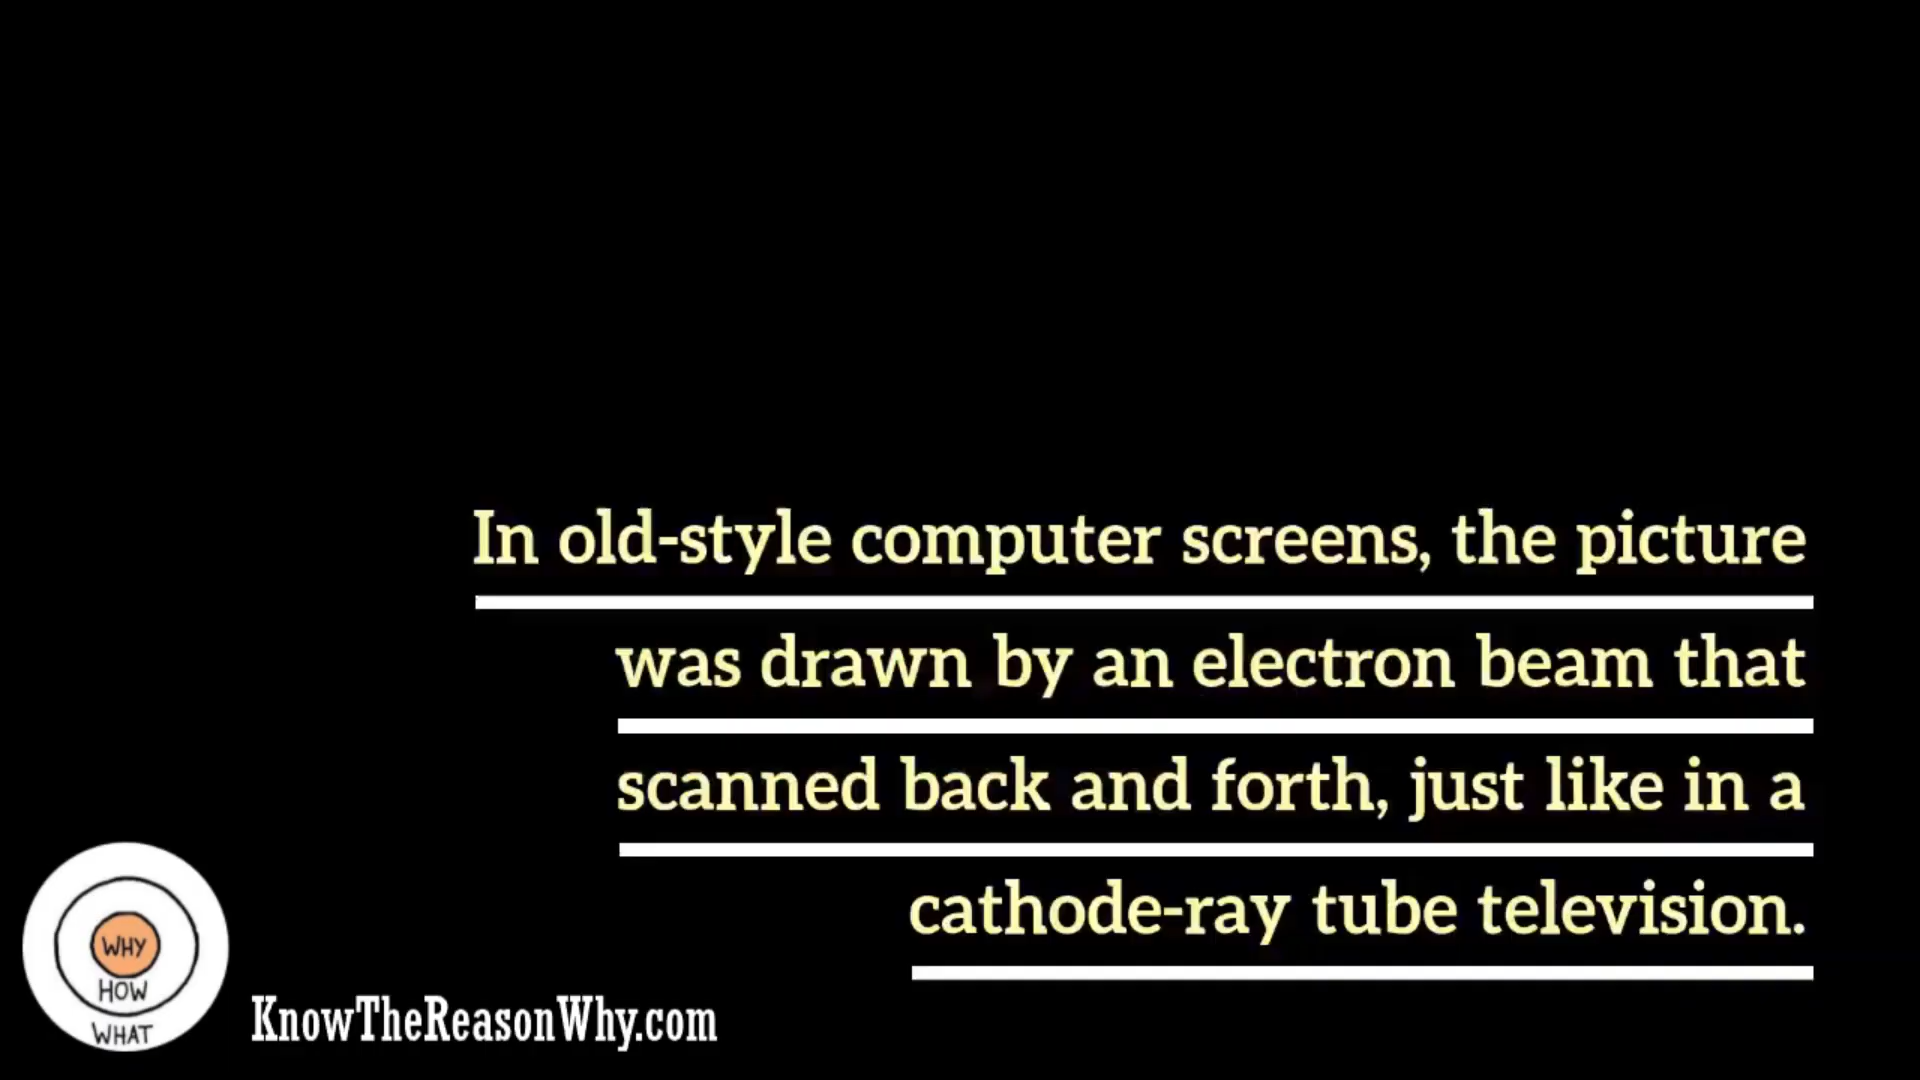 In old-style computer screens, the picture
was drawn by an electron beam that
scanned back and forth, just like in a
cathode-ray tube television.
WHY
HOW
WHAT
KnowTheReasonWhy.com